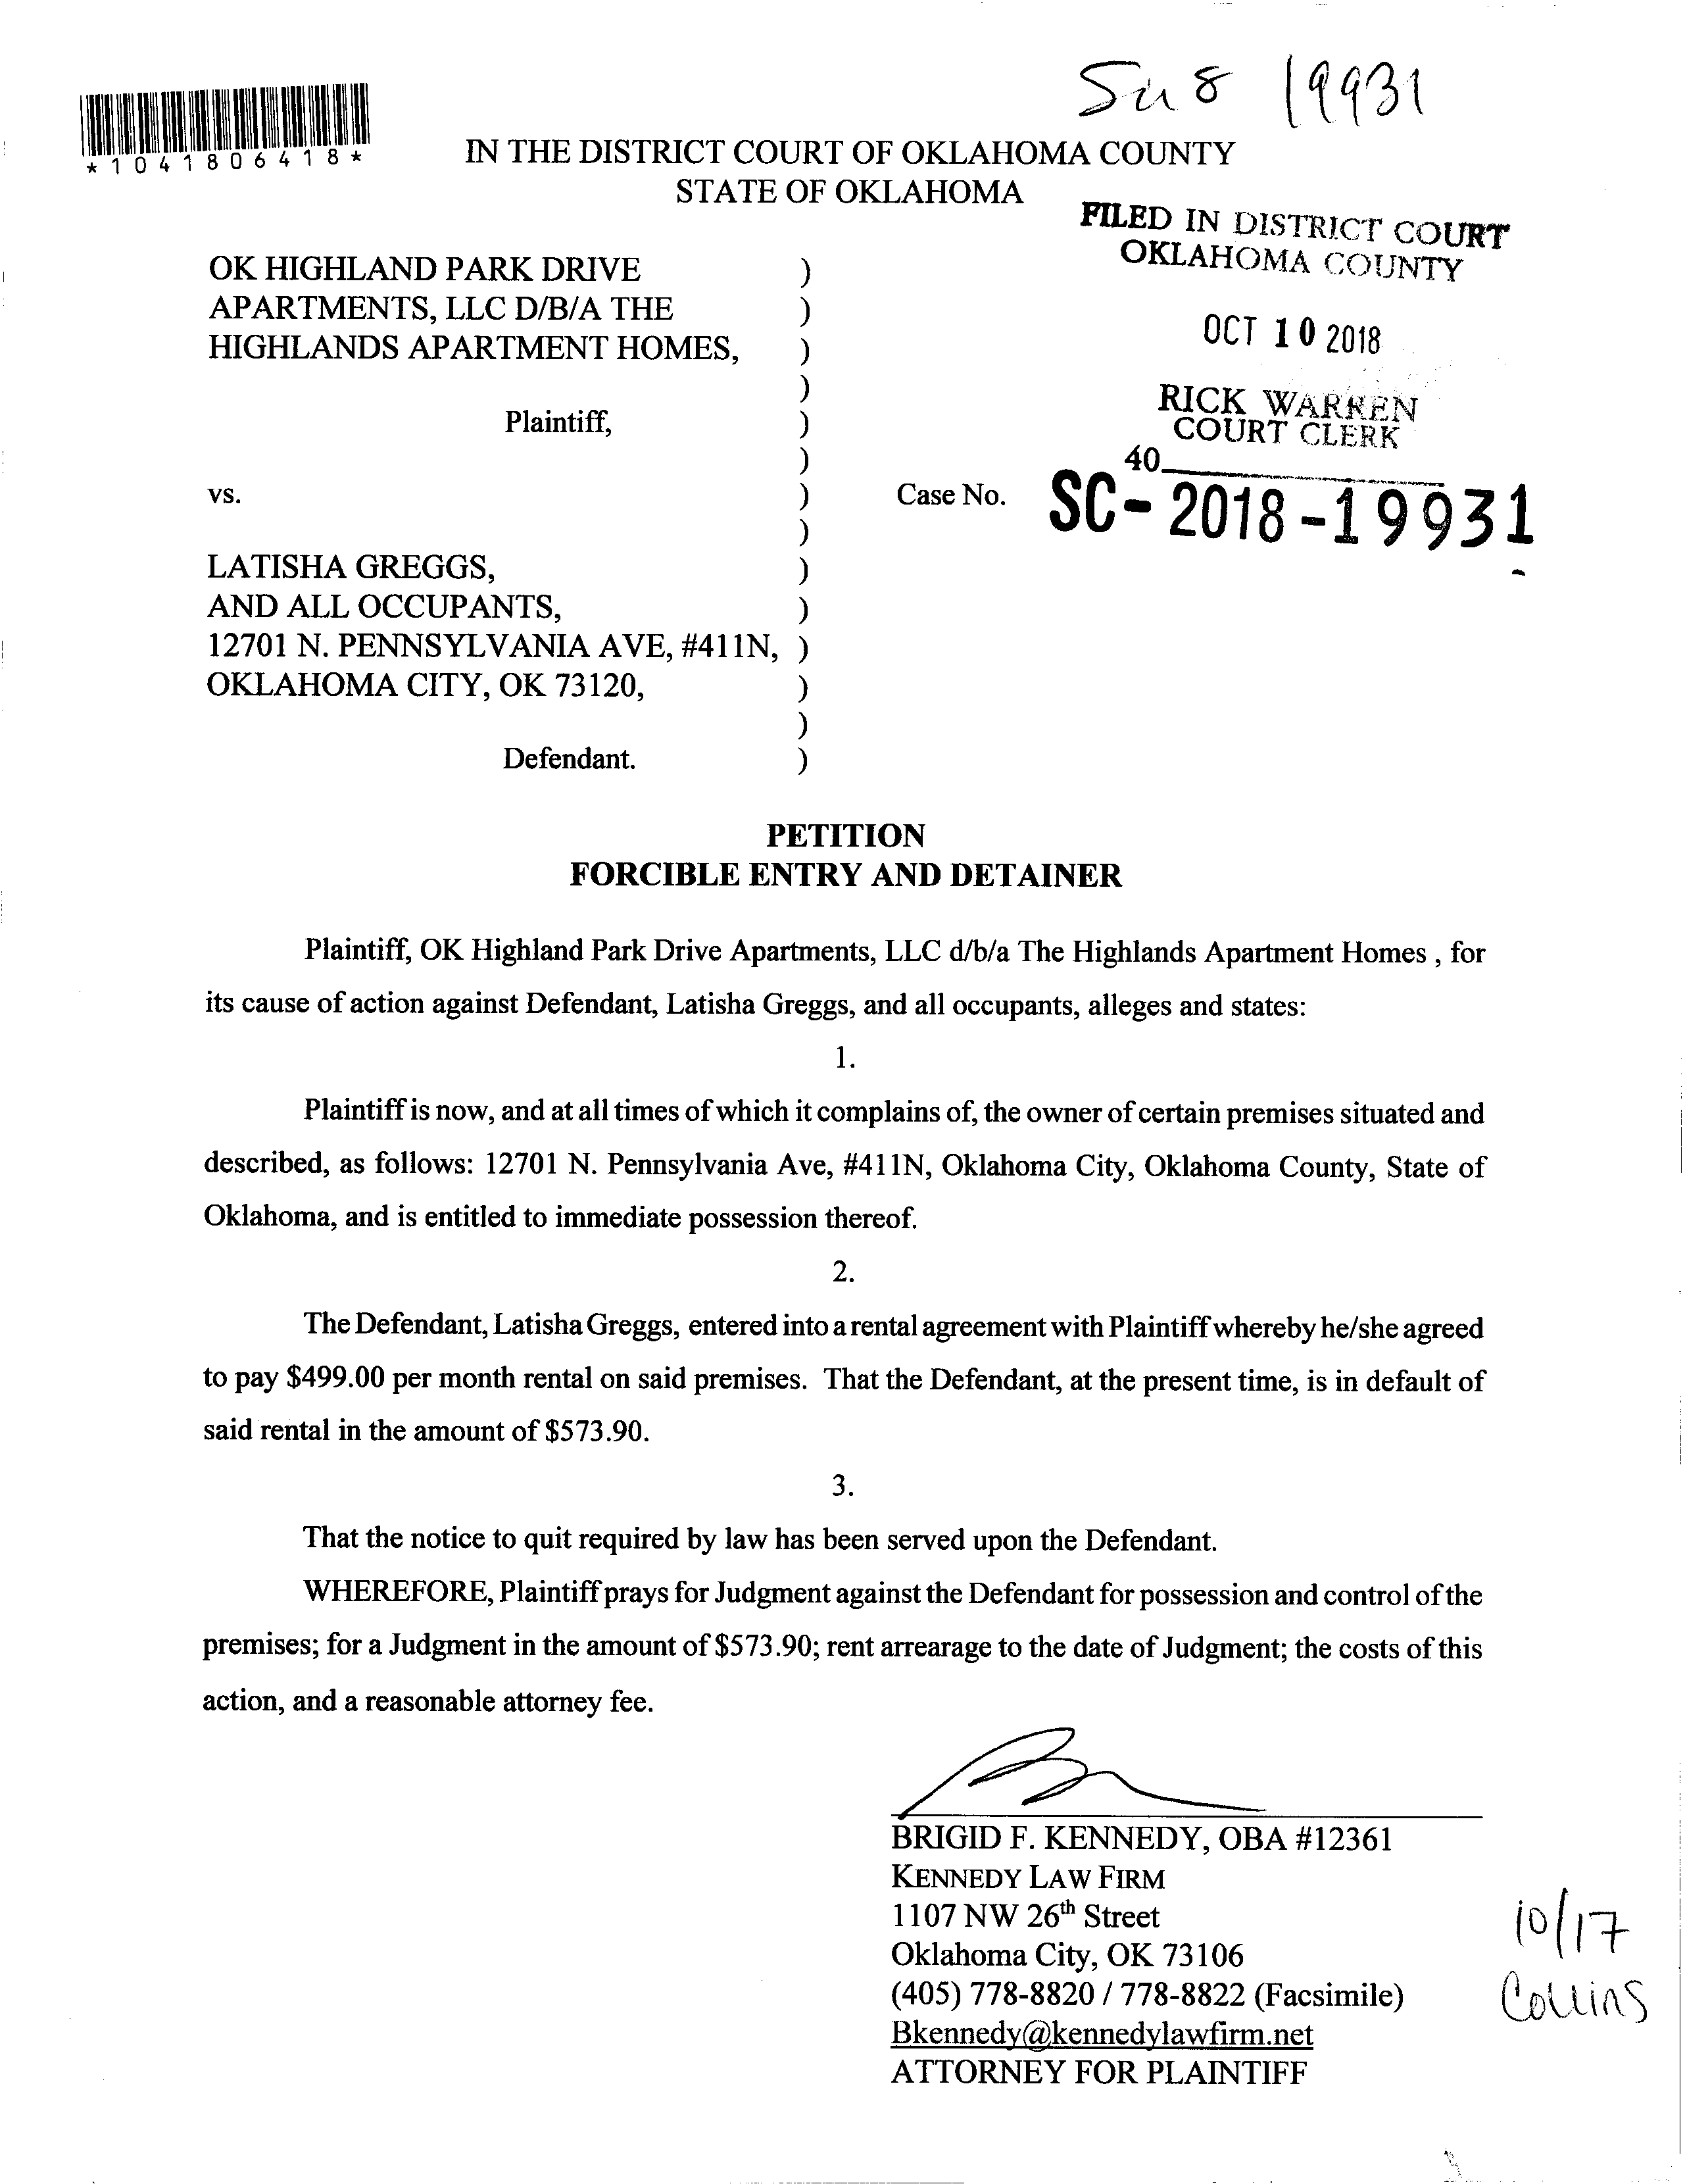 19931
*1041806418*
IN THE DISTRICT COURT OF OKLAHOMA COUNTY
STATE OF OKLAHOMA
FILED IN DISTRICT COURT
OKLAHOMA COUNTY
OCT 10 2018
RICK WARREN
COURT CLERK
40
OK HIGHLAND PARK DRIVE )
APARTMENTS, LLC D/B/A THE )
HIGHLANDS APARTMENT HOMES, )
)
Plaintiff, )
)
vs. ) Case No. SC-2018-19931
)
LATISHA GREGGS, )
AND ALL OCCUPANTS, )
12701 N. PENNSYLVANIA AVE, #411N, )
OKLAHOMA CITY, OK 73120, )
)
Defendant. )
PETITION
FORCIBLE ENTRY AND DETAINER
Plaintiff, OK Highland Park Drive Apartments, LLC d/b/a The Highlands Apartment Homes , for
its cause of action against Defendant, Latisha Greggs, and all occupants, alleges and states:
1.
Plaintiff is now, and at all times of which it complains of, the owner of certain premises situated and
described, as follows: 12701 N. Pennsylvania Ave, #411N, Oklahoma City, Oklahoma County, State of
Oklahoma, and is entitled to immediate possession thereof.
2.
The Defendant, Latisha Greggs, entered into a rental agreement with Plaintiff whereby he/she agreed
to pay $499.00 per month rental on said premises. That the Defendant, at the present time, is in default of
said rental in the amount of $573.90.
3.
That the notice to quit required by law has been served upon the Defendant.
WHEREFORE, Plaintiff prays for Judgment against the Defendant for possession and control of the
premises; for a Judgment in the amount of $573.90; rent arrearage to the date of Judgment; the costs of this
action, and a reasonable attorney fee.
BRIGID F. KENNEDY, OBA #12361
KENNEDY LAW FIRM
1107 NW 26th Street
Oklahoma City, OK 73106
(405) 778-8820 / 778-8822 (Facsimile)
Bkennedy@kennedylawfirm.net
ATTORNEY FOR PLAINTIFF
10/17
Collins